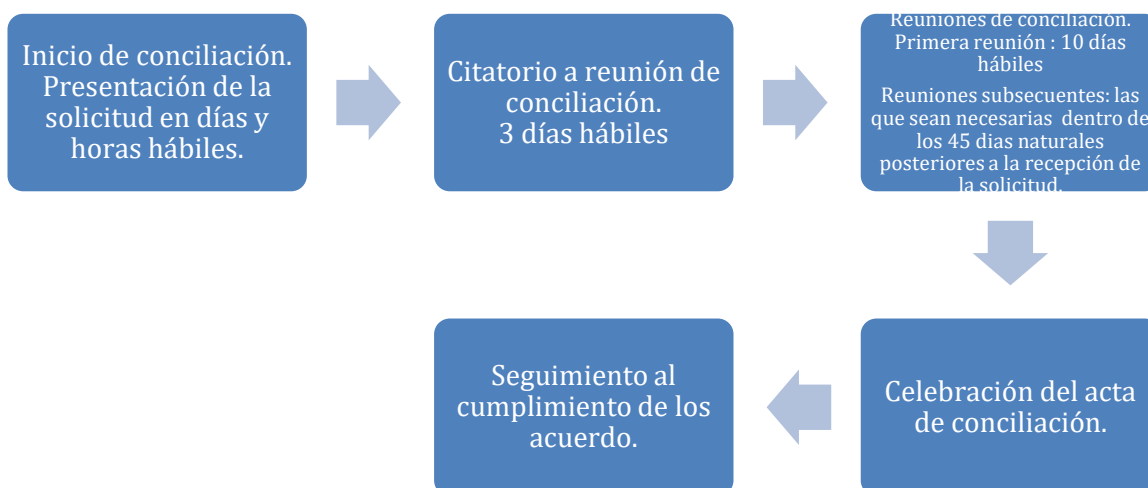 Inicio de conciliación.
Presentación de la
solicitud en días y
horas hábiles.
Citatorio a reunión de
conciliación.
3 días hábiles
Reuniones de conciliación.
Primera reunión : 10 días
hábiles
Reuniones subsecuentes: las
que sean necesarias dentro de
los 45 dias naturales
posteriores a la recepción de
la solicitud.
Celebración del acta
de conciliación.
Seguimiento al
cumplimiento de los
acuerdo.